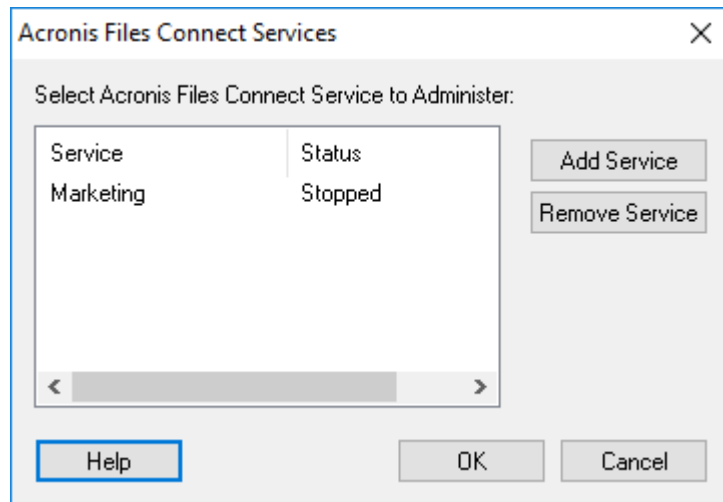 Acronis Files Connect Services
Select Acronis Files Connect Service to Administer:
Service Status
Marketing Stopped
Add Service
Remove Service
Help OK Cancel